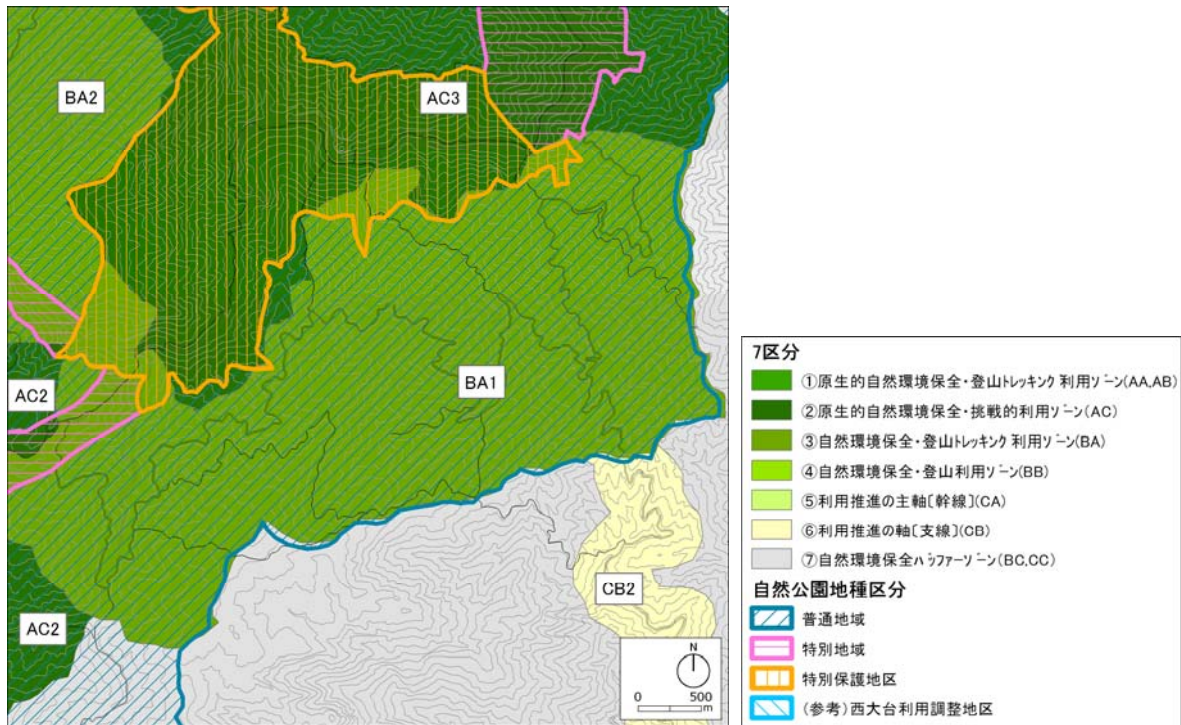 BA2
AC3
AC2
BA1
AC2
CB2
N
0 500
m
7区分
①原生的自然環境保全・登山トレッキング 利用ゾーン(AA,AB)
②原生的自然環境保全・挑戦的利用ゾーン(AC)
③自然環境保全・登山トレッキング 利用ゾーン(BA)
④自然環境保全・登山利用ゾーン(BB)
⑤利用推進の主軸〔幹線〕(CA)
⑥利用推進の軸〔支線〕(CB)
⑦自然環境保全バッファーゾーン(BC,CC)
自然公園地種区分
普通地域
特別地域
特別保護地区
(参考)西大台利用調整地区